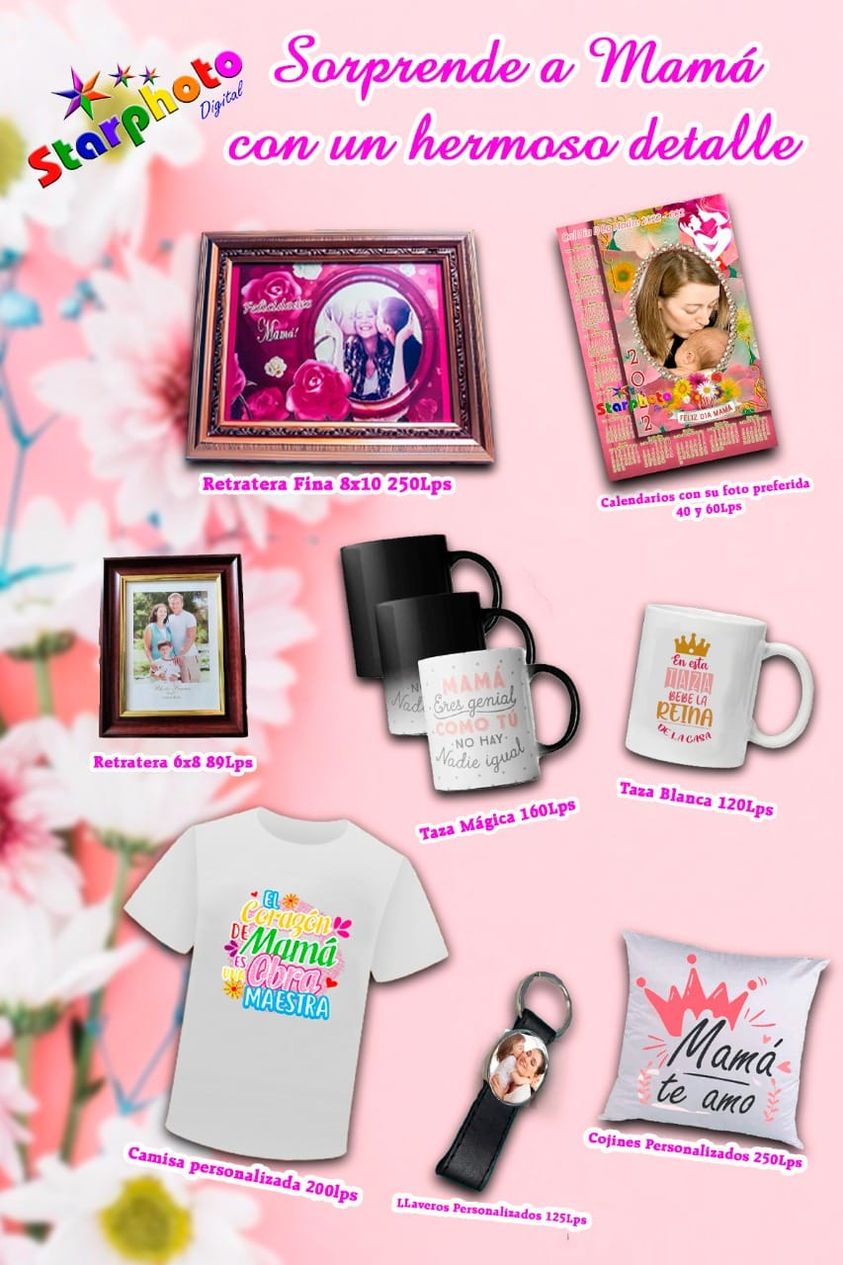 Starphoto
Digital
Sorprende a Mamá
con un hermoso detalle
Felicidades
Mamá!
Retratera Fina 8x10 250Lps
2022
Starphoto
FELIZ DIA MAMÁ
Calendarios con su foto preferida
40 y 60Lps
Retratera 6x8 89Lps
Nadie
MAMÁ
Eres genial
COMO TÚ
NO HAY
Nadie igual
Taza Mágica 160Lps
En esta
TAZA
BEBE LA
REINA
DE LA CASA
Taza Blanca 120Lps
EL
Corazón
DE Mamá
ES
UNA Obra
MAESTRA
Camisa personalizada 200lps
LLaveros Personalizados 125Lps
Mamá
te amo
Cojines Personalizados 250Lps